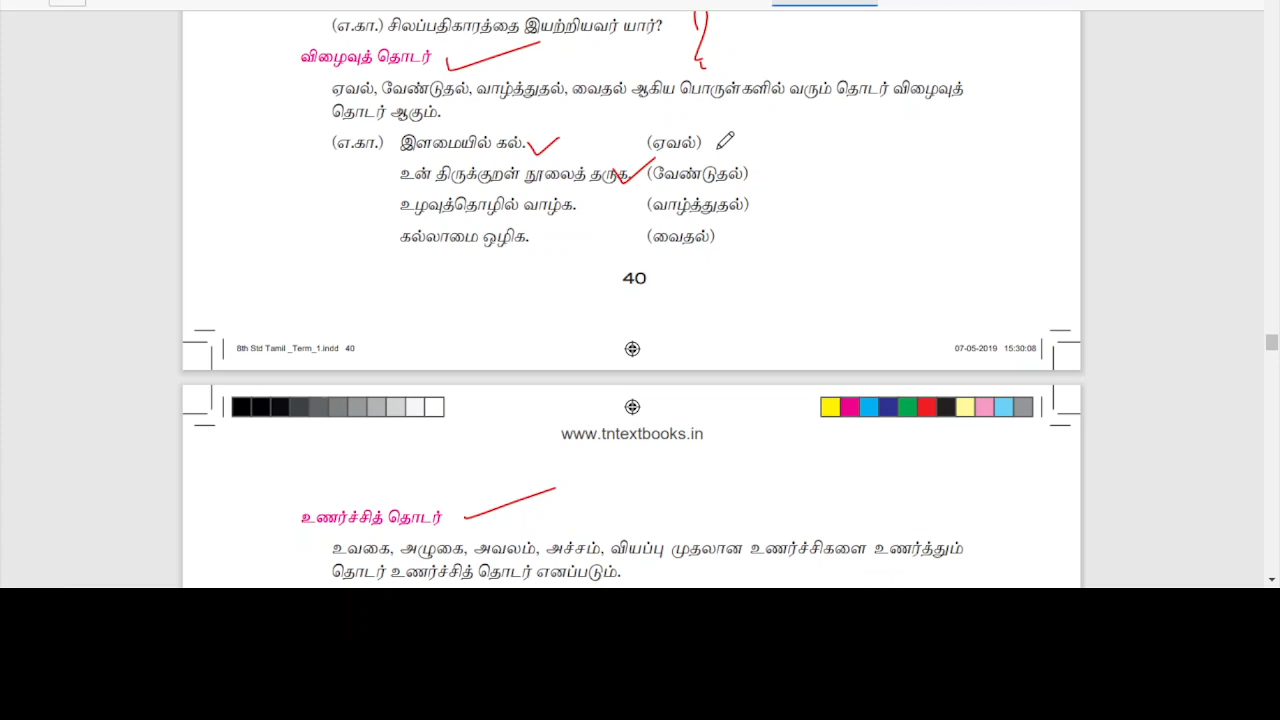 (எ.கா.) சிலப்பதிகாரத்தை இயற்றியவர் யார்?
விழைவுத் தொடர்
ஏவல், வேண்டுதல், வாழ்த்துதல், வைதல் ஆகிய பொருள்களில் வரும் தொடர் விழைவுத்
தொடர் ஆகும்.
(எ.கா.) இளமையில் கல். (ஏவல்)
உன் திருக்குறள் நூலைத் தருக. (வேண்டுதல்)
உழவுத்தொழில் வாழ்க. (வாழ்த்துதல்)
கல்லாமை ஒழிக. (வைதல்)
40
8th Std Tamil _Term_1.indd 40 07-05-2019 15:30:08
www.tntextbooks.in
உணர்ச்சித் தொடர்
உவகை, அழுகை, அவலம், அச்சம், வியப்பு முதலான உணர்ச்சிகளை உணர்த்தும்
தொடர் உணர்ச்சித் தொடர் எனப்படும்.